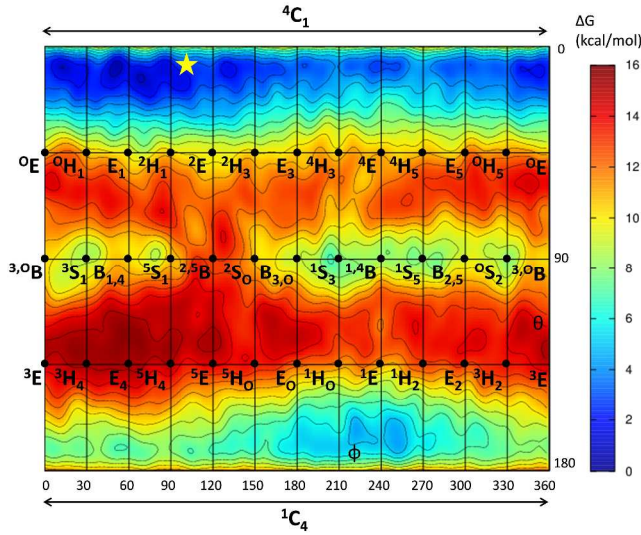 ⁴C₁
ΔG
(kcal/mol)
0
16
14
12
10
8
6
4
2
0
ᴼE ᴼH₁ E₁ ²H₁ ²E ²H₃ E₃ ⁴H₃ ⁴E ⁴H₅ E₅ ᴼH₅ ᴼE
90
³,ᴼB ³S₁ B₁,₄ ⁵S₁ ²,⁵B ²Sₒ B₃,ₒ ¹S₃ ¹,⁴B ¹S₅ B₂,₅ ᴼS₂ ³,ᴼB
θ
³E ³H₄ E₄ ⁵H₄ ⁵E ⁵Hₒ Eₒ ¹Hₒ ¹E ¹H₂ E₂ ³H₂ ³E
ϕ
180
0 30 60 90 120 150 180 210 240 270 300 330 360
¹C₄